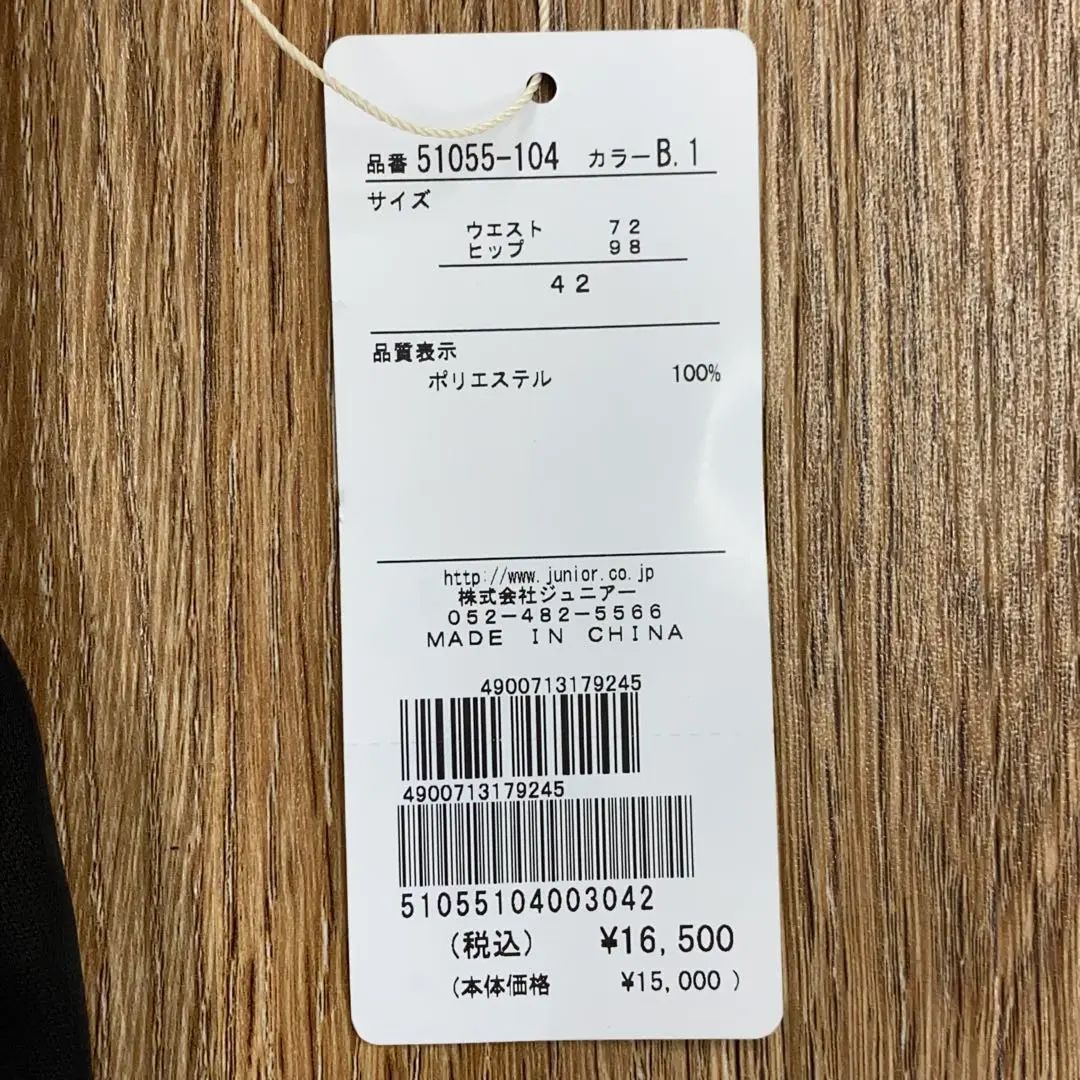 品番 51055-104 カラー B.1
サイズ
ウエスト 72
ヒップ 98
42
品質表示
ポリエステル 100%
http://www.junior.co.jp
株式会社ジュニアー
052-482-5566
MADE IN CHINA
4900713179245
4900713179245
51055104003042
(税込) ¥16,500
(本体価格 ¥15,000 )